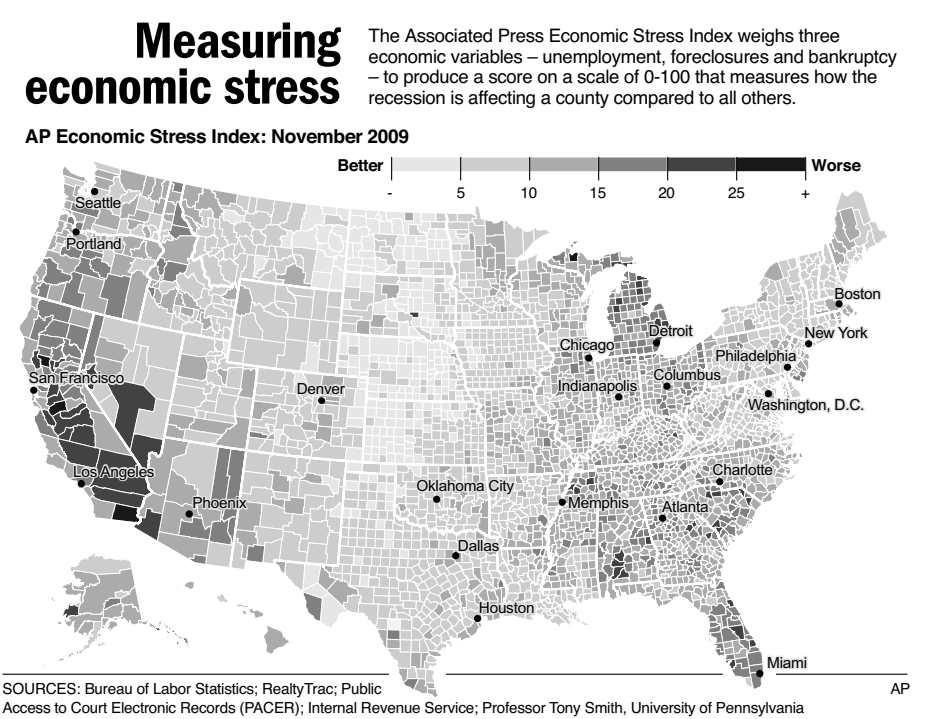 Measuring
economic stress
The Associated Press Economic Stress Index weighs three
economic variables – unemployment, foreclosures and bankruptcy
– to produce a score on a scale of 0-100 that measures how the
recession is affecting a county compared to all others.
AP Economic Stress Index: November 2009
Better
Worse
- 5 10 15 20 25 +
Seattle
Portland
Boston
Detroit
New York
Chicago
Philadelphia
San Francisco
Denver
Indianapolis
Columbus
Washington, D.C.
Los Angeles
Oklahoma City
Charlotte
Phoenix
Memphis
Atlanta
Dallas
Houston
Miami
SOURCES: Bureau of Labor Statistics; RealtyTrac; Public
AP
Access to Court Electronic Records (PACER); Internal Revenue Service; Professor Tony Smith, University of Pennsylvania